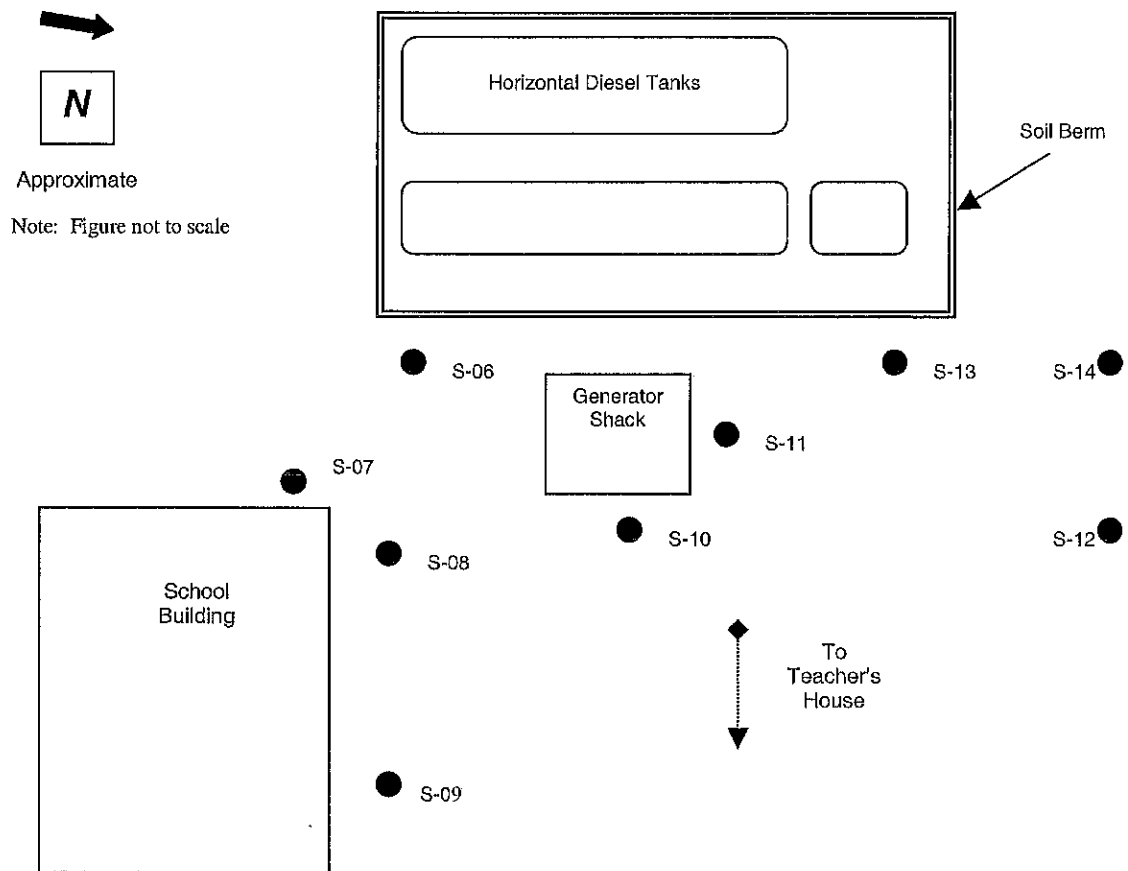 N
Approximate
Note: Figure not to scale
Horizontal Diesel Tanks
Soil Berm
S-06
Generator
Shack
S-13
S-14
S-11
S-07
S-10
S-12
S-08
School
Building
To
Teacher's
House
S-09